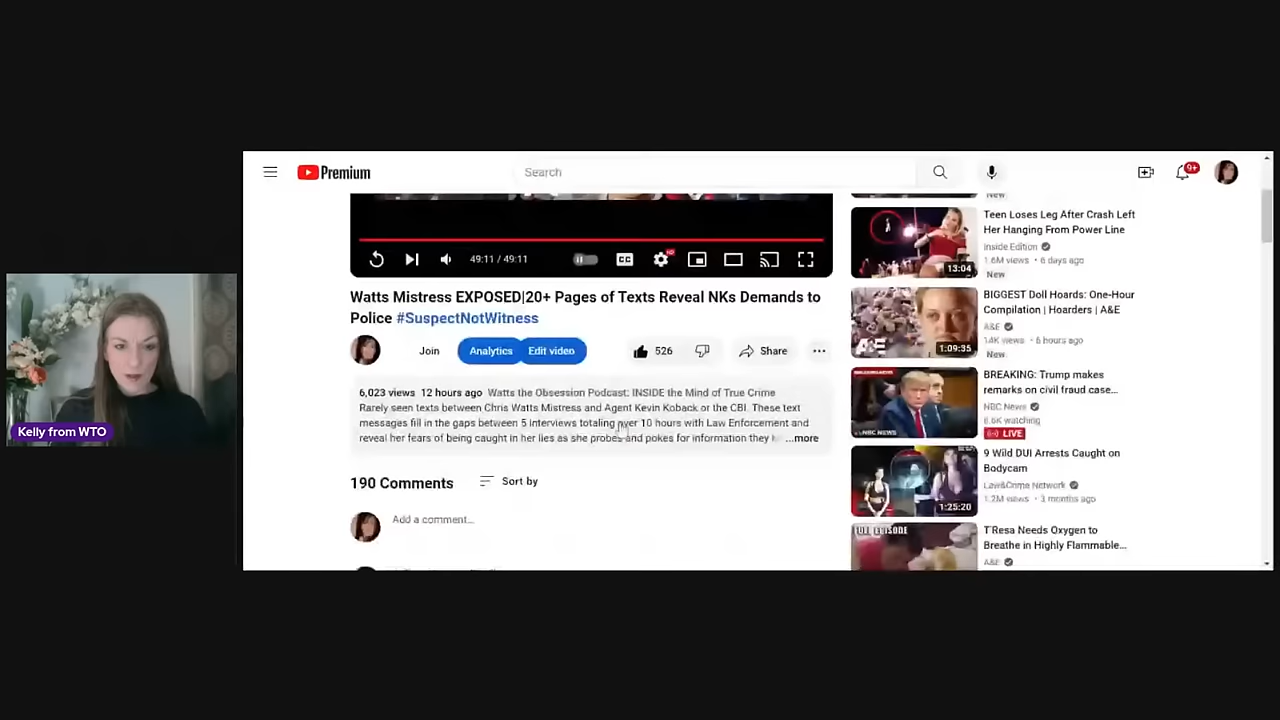 Premium
Search
9+
49:11 / 49:11
CC
HD
Watts Mistress EXPOSED|20+ Pages of Texts Reveal NKs Demands to
Police #SuspectNotWitness
Join
Analytics
Edit video
526
Share
6,023 views 12 hours ago Watts the Obsession Podcast: INSIDE the Mind of True Crime
Rarely seen texts between Chris Watts Mistress and Agent Kevin Koback or the CBI. These text
messages fill in the gaps between 5 interviews totaling over 10 hours with Law Enforcement and
reveal her fears of being caught in her lies as she probes and pokes for information they
...more
190 Comments
Sort by
Add a comment...
New
Teen Loses Leg After Crash Left
Her Hanging From Power Line
Inside Edition
1.6M views • 6 days ago
New
13:04
BIGGEST Doll Hoards: One-Hour
Compilation | Hoarders | A&E
A&E
14K views • 6 hours ago
New
A&E
1:09:35
BREAKING: Trump makes
remarks on civil fraud case...
NBC News
6.6K watching
LIVE
NBC NEWS
9 Wild DUI Arrests Caught on
Bodycam
Law&Crime Network
1.2M views • 3 months ago
1:25:20
T'Resa Needs Oxygen to
Breathe in Highly Flammable...
A&E
FULL EPISODE
Kelly from WTO